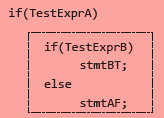 if(TestExprA)
if(TestExprB)
stmtBT;
else
stmtAF;